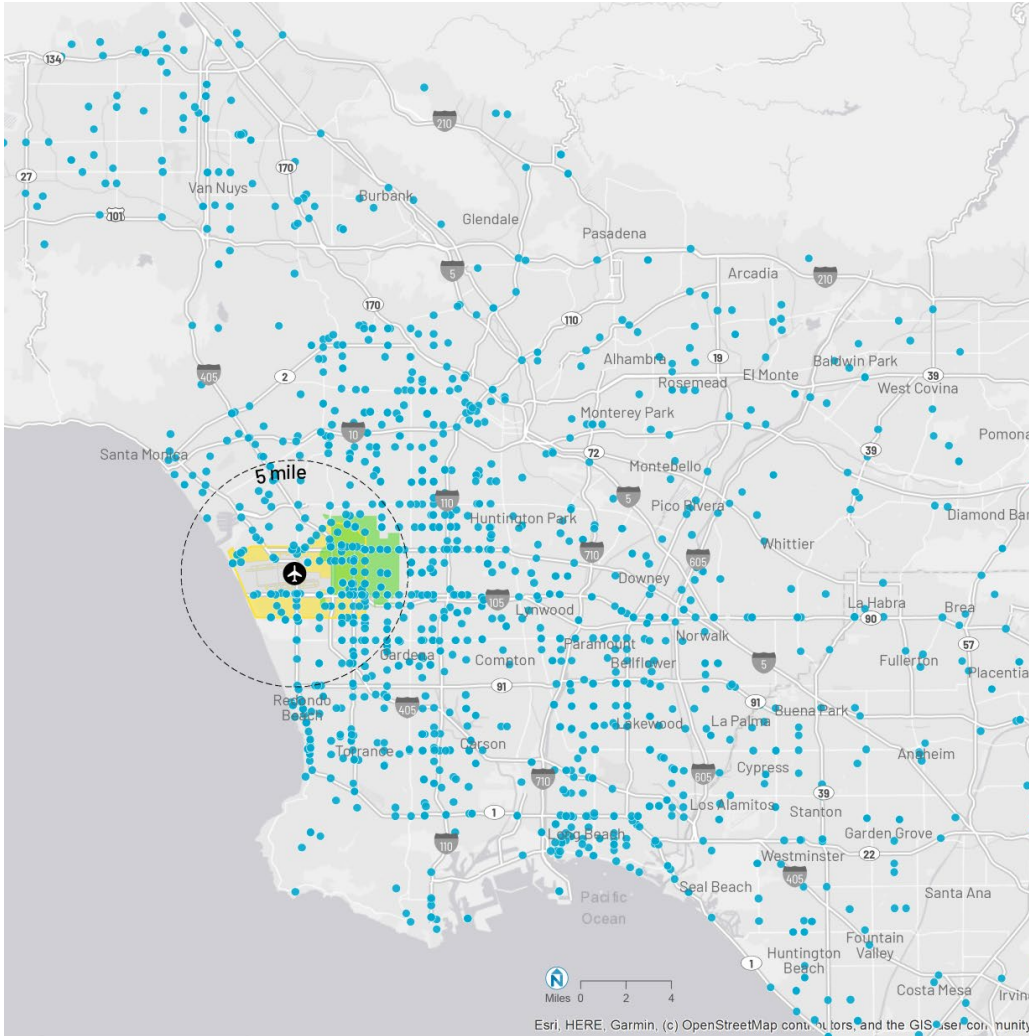 134
210
27
170
Van Nuys
Burbank
101
Glendale
Pasadena
5
Arcadia
210
170
110
Alhambra
19
Baldwin Park
405
2
Rosemead
El Monte
39
West Covina
Monterey Park
10
Santa Monica
72
39
Pomona
5 mile
Montebello
5
110
Pico Rivera
Huntington Park
Diamond Bar
710
605
Whittier
Downey
105
Lynwood
La Habra
Brea
90
Norwalk
Paramount
57
Gardena
Compton
Bellflower
5
Fullerton
Placentia
91
91
Redondo
Beach
405
Lakewood
La Palma
Buena Park
Torrance
Carson
Anaheim
710
605
Cypress
39
Los Alamitos
Stanton
1
Long Beach
Garden Grove
110
22
Westminster
405
Seal Beach
Santa Ana
Pacific
Ocean
Fountain
Valley
Huntington
Beach
1
N
Miles 0 2 4
Costa Mesa
Irvin
Esri, HERE, Garmin, (c) OpenStreetMap contributors, and the GIS user community